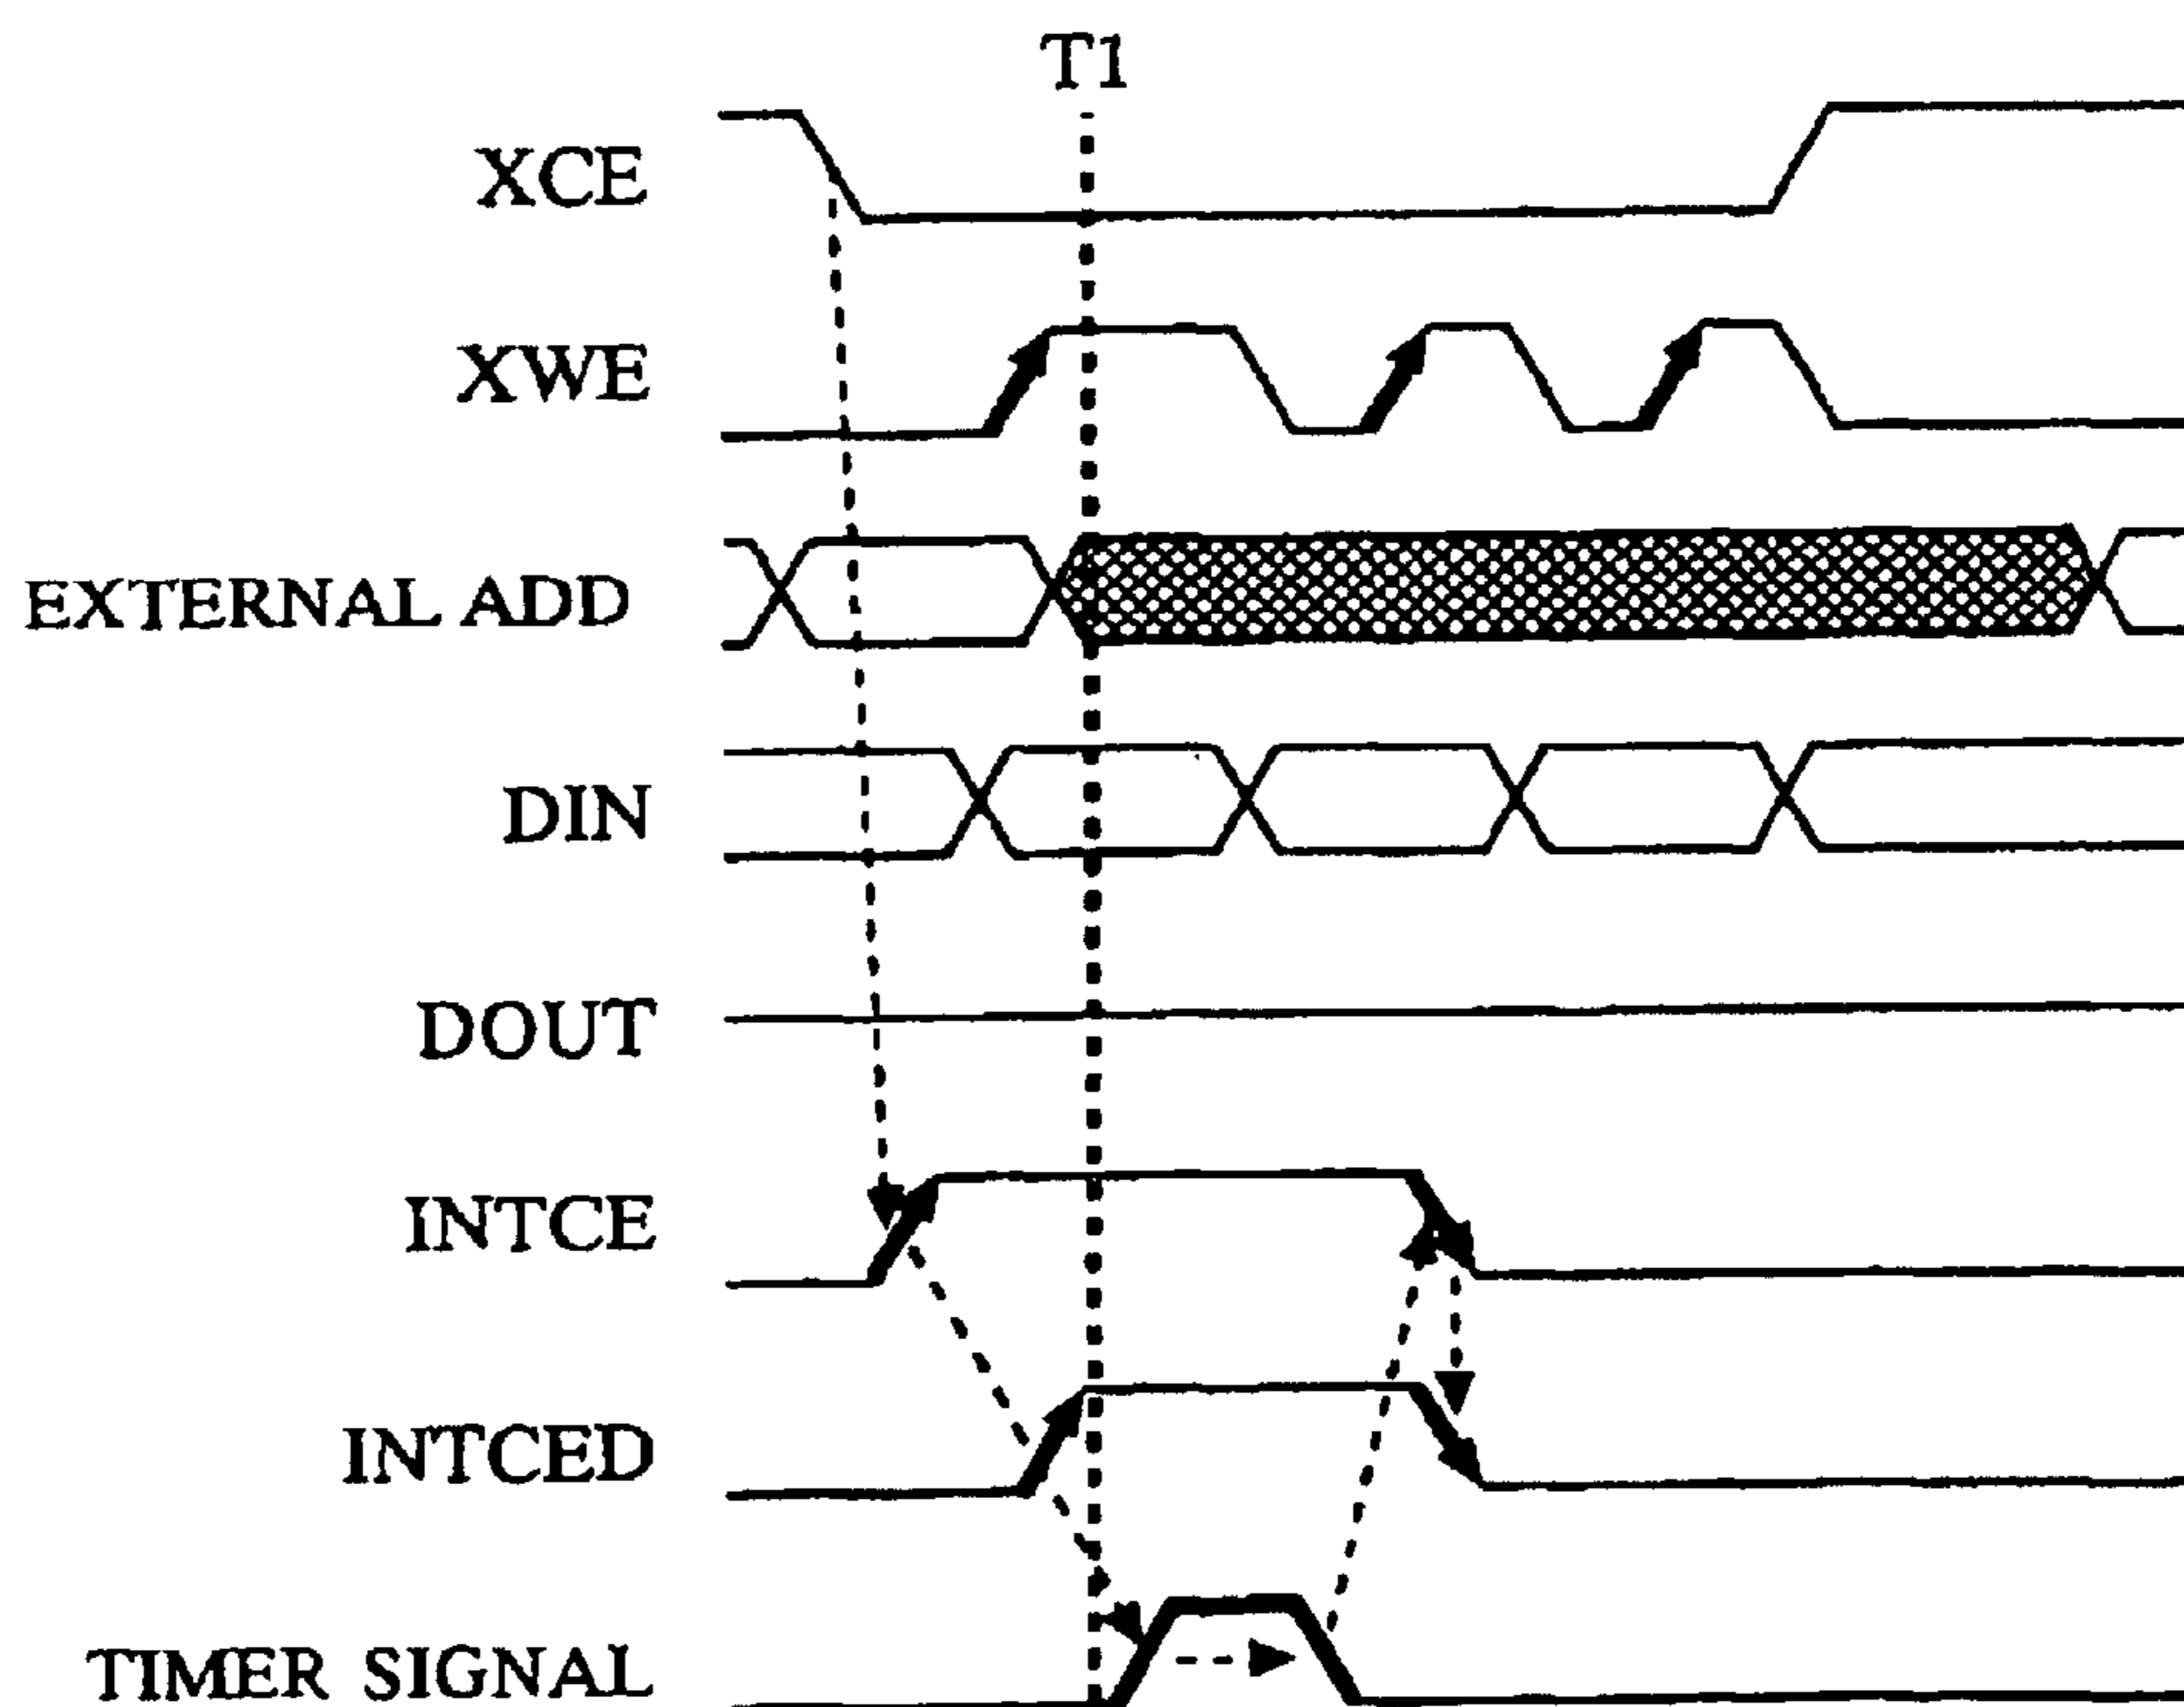 T1
XCE
XWE
EXTERNAL ADD
DIN
DOUT
INTCE
INTCED
TIMER SIGNAL